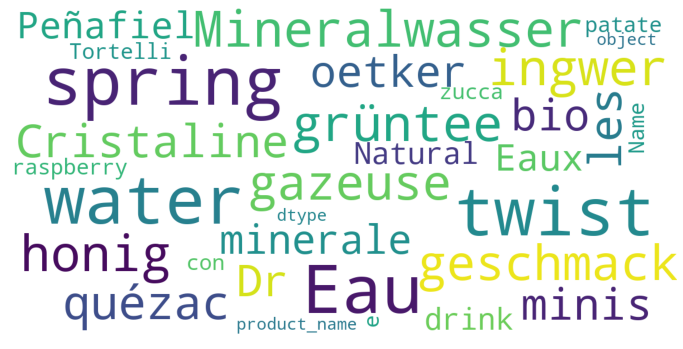 Peñafiel Mineralwasser patate
object
Tortelli
spring oetker ingwer
zucca
Cristaline grüntee bio les Name
Natural Eaux
raspberry
water gazeuse twist
dtype
honig minerale geschmack
con Dr Eau
quézac minis
product_name e drink